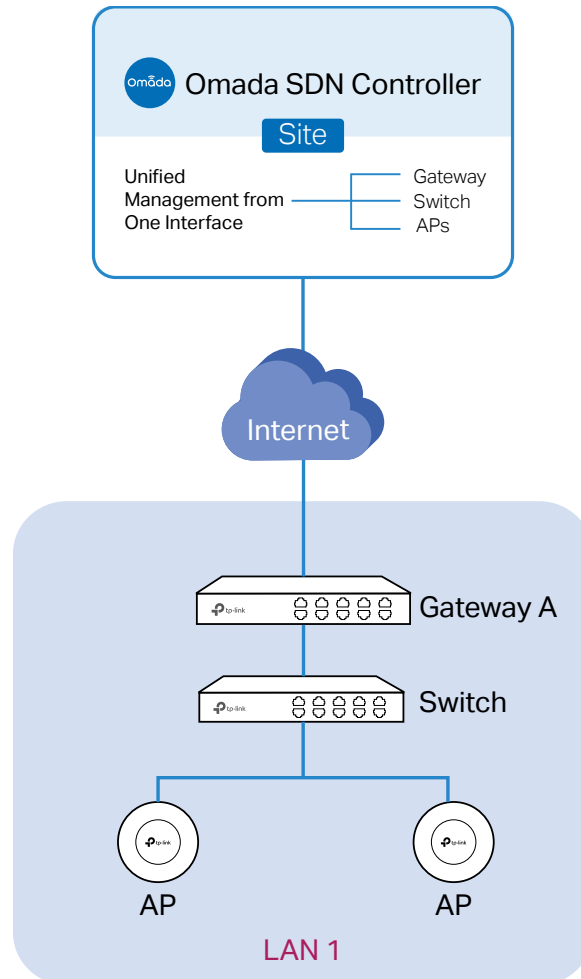 omada Omada SDN Controller
Site
Unified
Management from
One Interface
Gateway
Switch
APs
Internet
tp-link
Gateway A
tp-link
Switch
tp-link
tp-link
AP
AP
LAN 1